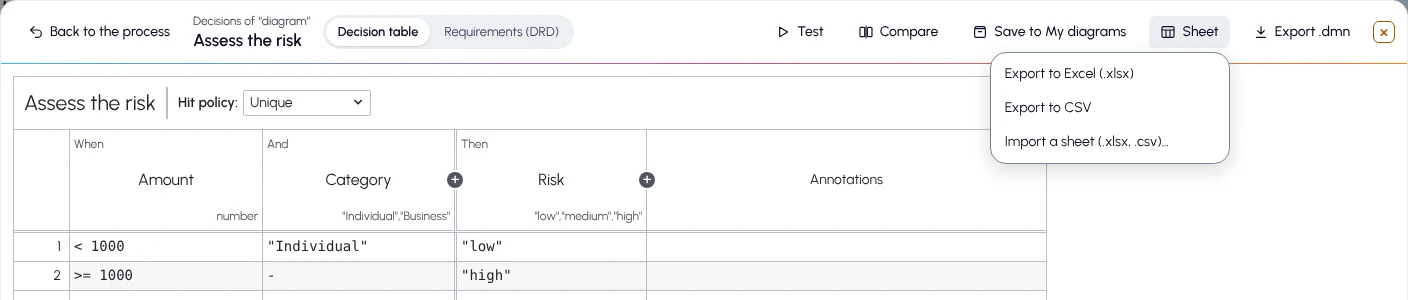 Back to the process
Decisions of "diagram"
Assess the risk
Decision table
Requirements (DRD)
Test
Compare
Save to My diagrams
Sheet
Export .dmn
Export to Excel (.xlsx)
Export to CSV
Import a sheet (.xlsx, .csv)...
Assess the risk
Hit policy: Unique
When And Then
Amount Category Risk Annotations
number "Individual","Business" "low","medium","high"
1 < 1000 "Individual" "low"
2 >= 1000 - "high"